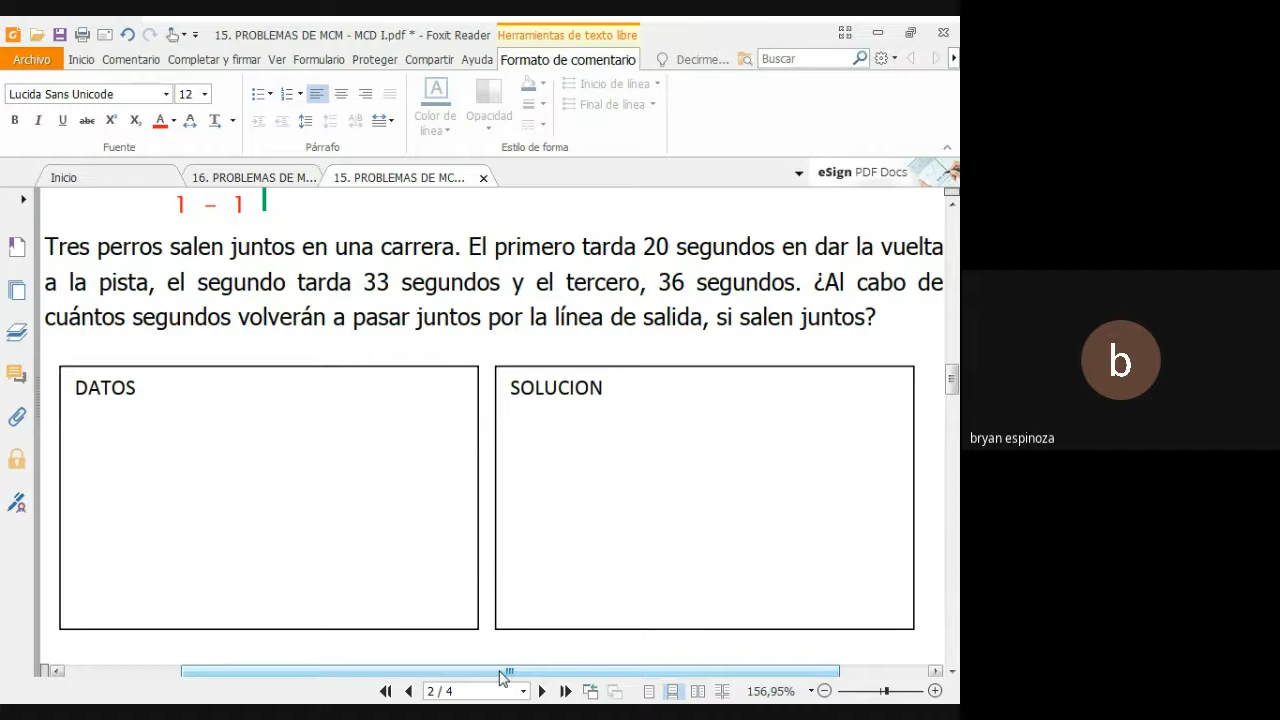 15. PROBLEMAS DE MCM - MCD I.pdf * - Foxit Reader
Herramientas de texto libre
Archivo Inicio Comentario Completar y firma Ver Formulario Proteger Compartir Ayuda Formato de comentario Decirme... Buscar
Lucida Sans Unicode 12
Color de línea
Opacidad
Inicio de línea
Final de línea
Fuente Párrafo Estilo de forma
Inicio 16. PROBLEMAS DE M... 15. PROBLEMAS DE MC... eSign PDF Docs
1 - 1
Tres perros salen juntos en una carrera. El primero tarda 20 segundos en dar la vuelta
a la pista, el segundo tarda 33 segundos y el tercero, 36 segundos. ¿Al cabo de
cuántos segundos volverán a pasar juntos por la línea de salida, si salen juntos?
DATOS
SOLUCION
b
bryan espinoza
2 / 4
156,95%